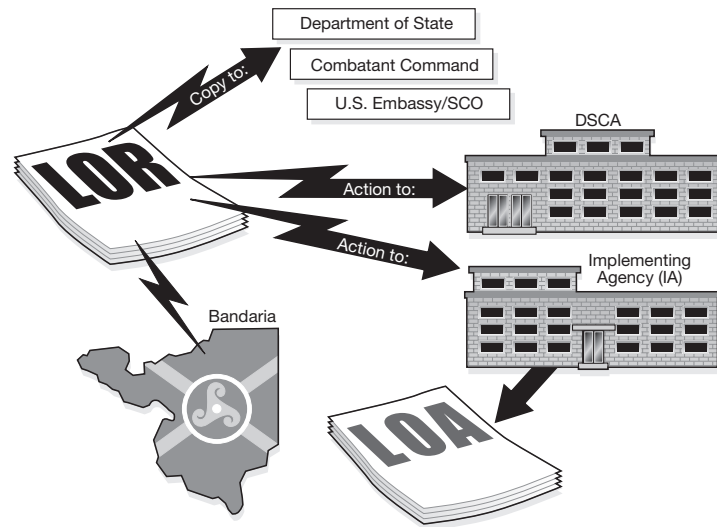 Department of State
Combatant Command
U.S. Embassy/SCO
Copy to:
DSCA
LOR
Action to:
Action to:
Implementing
Agency (IA)
Bandaria
LOA